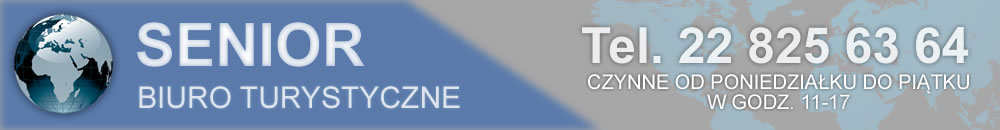 SENIOR
BIURO TURYSTYCZNE
Tel. 22 825 63 64
CZYNNE OD PONIEDZIAŁKU DO PIĄTKU
W GODZ. 11-17